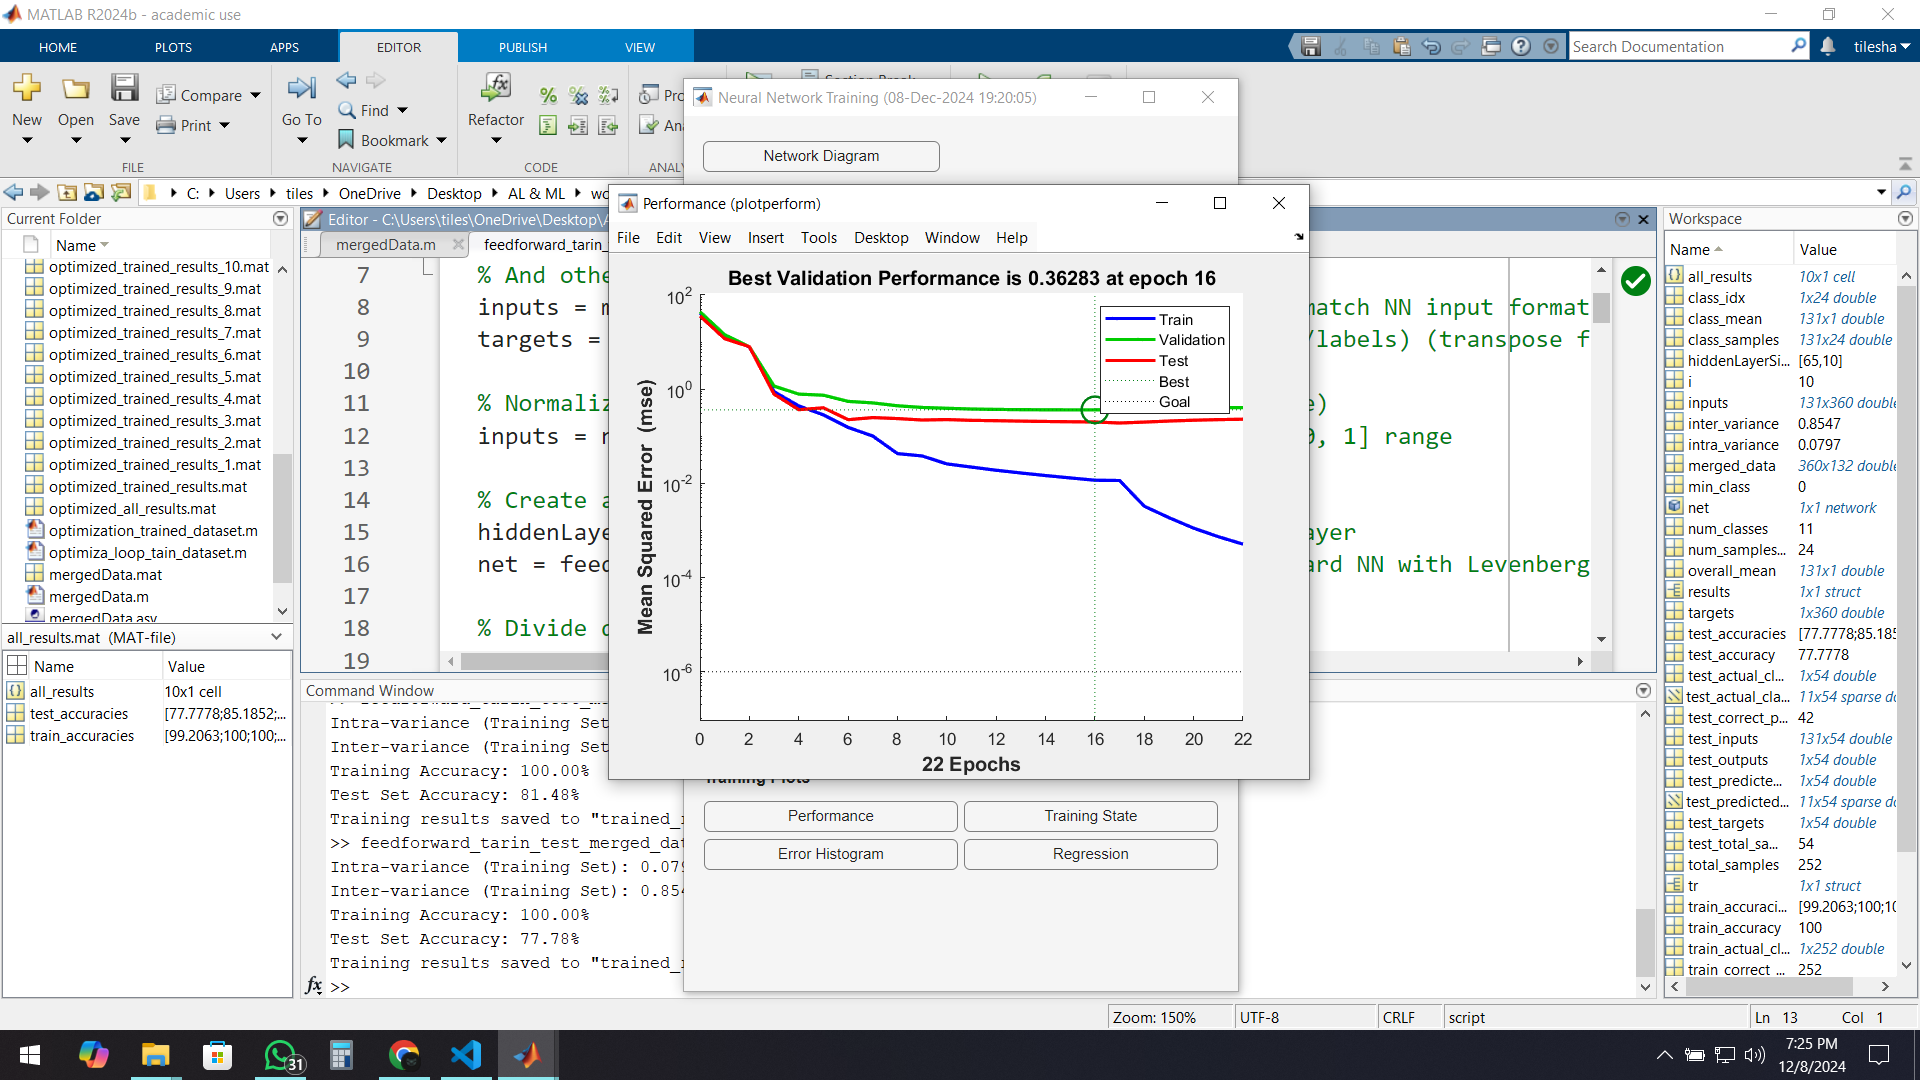 MATLAB R2024b - academic use
HOME PLOTS APPS EDITOR PUBLISH VIEW
Search Documentation
tilesha
New
Open
Save
Compare
Print
FILE
Go To
Find
Bookmark
NAVIGATE
Refactor
CODE
C: Users tiles OneDrive Desktop AL & ML
Current Folder
Name
optimized_trained_results_10.mat
optimized_trained_results_9.mat
optimized_trained_results_8.mat
optimized_trained_results_7.mat
optimized_trained_results_6.mat
optimized_trained_results_5.mat
optimized_trained_results_4.mat
optimized_trained_results_3.mat
optimized_trained_results_2.mat
optimized_trained_results_1.mat
optimized_trained_results.mat
optimized_all_results.mat
optimization_trained_dataset.m
optimiza_loop_tain_dataset.m
mergedData.mat
mergedData.m
mergedData.asv
all_results.mat (MAT-file)
Name Value
all_results 10x1 cell
test_accuracies [77.7778;85.1852;...
train_accuracies [99.2063;100;100;...
Editor - C:\Users\tiles\OneDrive\Desktop\A
mergedData.m
feedforward_tarin_
7 % And othe
8 inputs = m match NN input format
9 targets = /labels) (transpose f
10
11 % Normaliz e)
12 inputs = n 0, 1] range
13
14 % Create a
15 hiddenLaye ayer
16 net = feed ard NN with Levenberg
17
18 % Divide d
19
Neural Network Training (08-Dec-2024 19:20:05)
Network Diagram
Performance (plotperform)
File Edit View Insert Tools Desktop Window Help
Best Validation Performance is 0.36283 at epoch 16
Mean Squared Error (mse)
10^2
10^0
10^-2
10^-4
10^-6
Train
Validation
Test
Best
Goal
0 2 4 6 8 10 12 14 16 18 20 22
22 Epochs
Training Plots
Performance
Training State
Error Histogram
Regression
Command Window
Intra-variance (Training Set
Inter-variance (Training Set
Training Accuracy: 100.00%
Test Set Accuracy: 81.48%
Training results saved to "trained_r
>> feedforward_tarin_test_merged_dat
Intra-variance (Training Set): 0.079
Inter-variance (Training Set): 0.854
Training Accuracy: 100.00%
Test Set Accuracy: 77.78%
Training results saved to "trained_r
fx >>
Workspace
Name Value
all_results 10x1 cell
class_idx 1x24 double
class_mean 131x1 double
class_samples 131x24 double
hiddenLayerSi... [65,10]
i 10
inputs 131x360 double
inter_variance 0.8547
intra_variance 0.0797
merged_data 360x132 double
min_class 0
net 1x1 network
num_classes 11
num_samples... 24
overall_mean 131x1 double
results 1x1 struct
targets 1x360 double
test_accuracies [77.7778;85.185
test_accuracy 77.7778
test_actual_cl... 1x54 double
test_actual_cla... 11x54 sparse do
test_correct_p... 42
test_inputs 131x54 double
test_outputs 1x54 double
test_predicte... 1x54 double
test_predicted... 11x54 sparse do
test_targets 1x54 double
test_total_sa... 54
total_samples 252
tr 1x1 struct
train_accuraci... [99.2063;100;10
train_accuracy 100
train_actual_cl... 1x252 double
train_correct_... 252
Zoom: 150% UTF-8 CRLF script Ln 13 Col 1
31
7:25 PM
12/8/2024